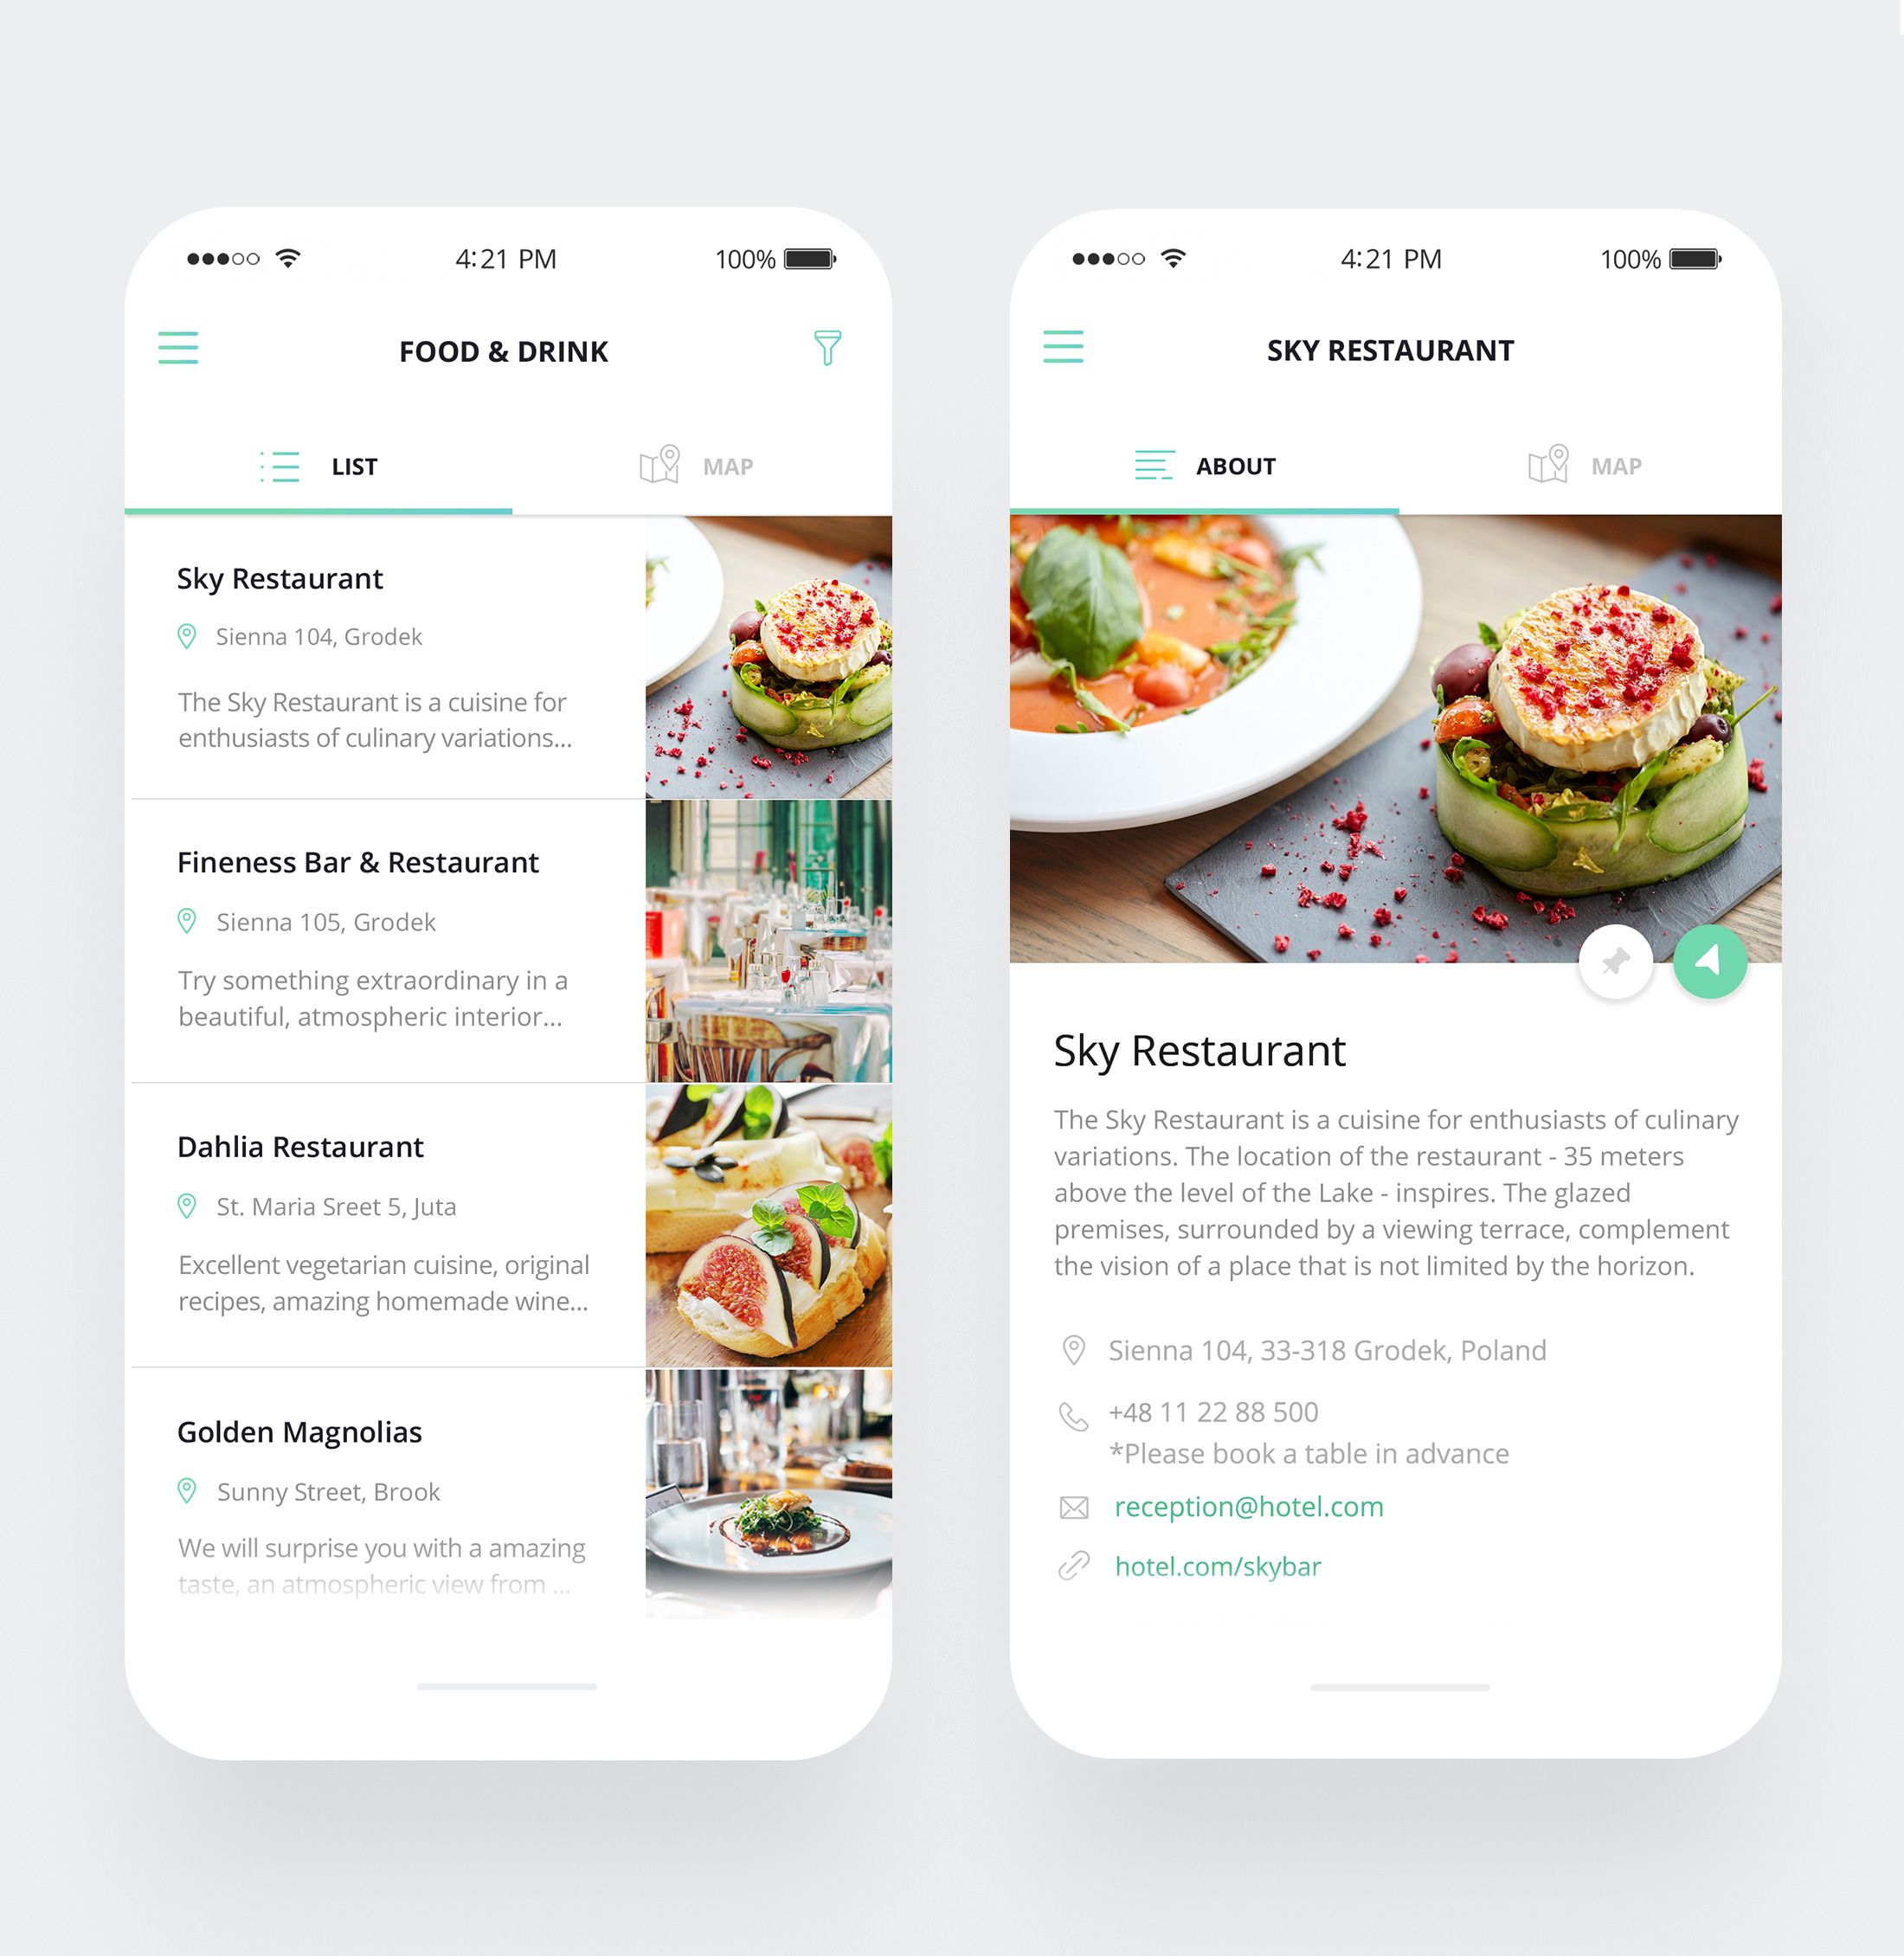 4:21 PM
100%
FOOD & DRINK
LIST
MAP
Sky Restaurant
Sienna 104, Grodek
The Sky Restaurant is a cuisine for
enthusiasts of culinary variations...
Fineness Bar & Restaurant
Sienna 105, Grodek
Try something extraordinary in a
beautiful, atmospheric interior...
Dahlia Restaurant
St. Maria Sreet 5, Juta
Excellent vegetarian cuisine, original
recipes, amazing homemade wine...
Golden Magnolias
Sunny Street, Brook
We will surprise you with a amazing
taste, an atmospheric view from ...
4:21 PM
100%
SKY RESTAURANT
ABOUT
MAP
Sky Restaurant
The Sky Restaurant is a cuisine for enthusiasts of culinary
variations. The location of the restaurant - 35 meters
above the level of the Lake - inspires. The glazed
premises, surrounded by a viewing terrace, complement
the vision of a place that is not limited by the horizon.
Sienna 104, 33-318 Grodek, Poland
+48 11 22 88 500
*Please book a table in advance
reception@hotel.com
hotel.com/skybar